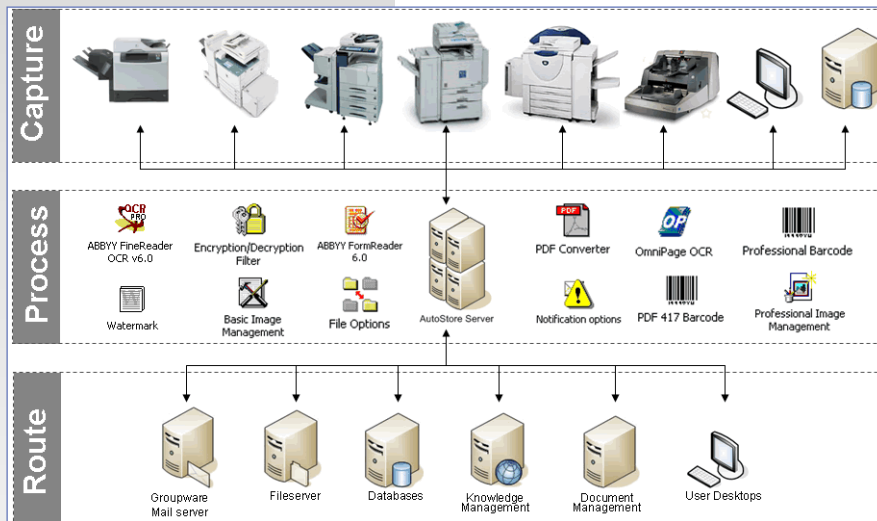 Capture
Process
ABBYY FineReader
OCR v6.0
Encryption/Decryption
Filter
ABBYY FormReader
6.0
PDF Converter
OmniPage OCR
Professional Barcode
Watermark
Basic Image
Management
File Options
AutoStore Server
Notification options
PDF 417 Barcode
Professional Image
Management
Route
Groupware
Mail server
Fileserver
Databases
Knowledge
Management
Document
Management
User Desktops
OCR
PRO
PDF
OP